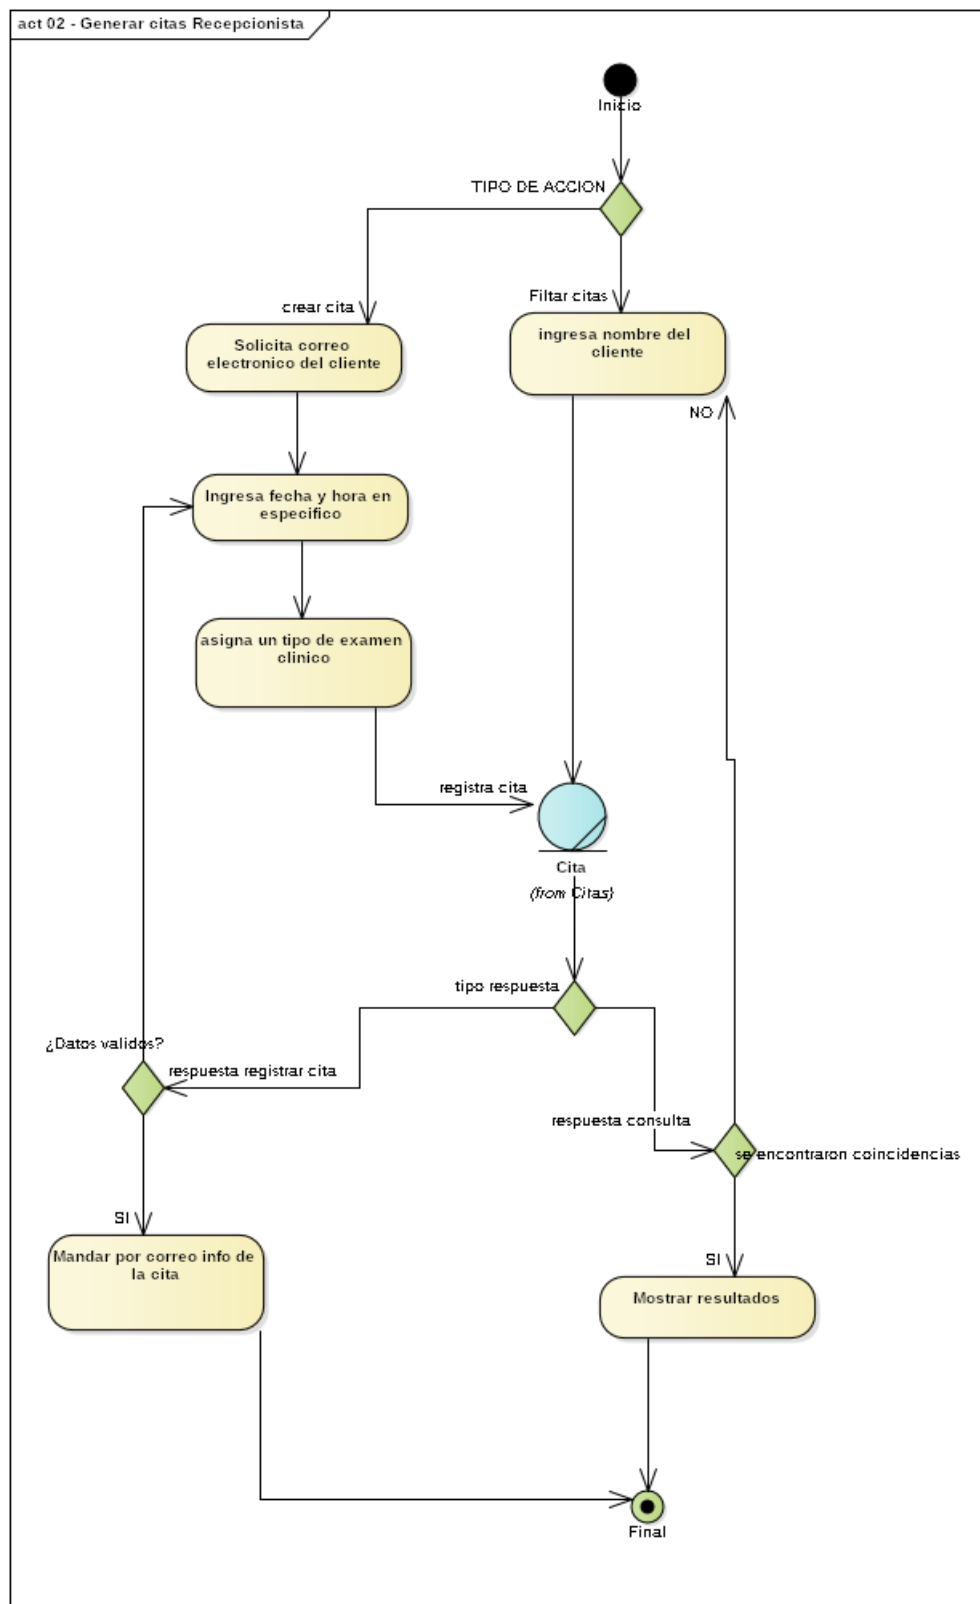 act 02 - Generar citas Recepcionista
Inicio
TIPO DE ACCION
crear cita
Filtar citas
Solicita correo
electronico del cliente
ingresa nombre del
cliente
NO
Ingresa fecha y hora en
especifico
asigna un tipo de examen
clinico
registra cita
Cita
(from Citas)
tipo respuesta
¿Datos validos?
respuesta registrar cita
respuesta consulta
se encontraron coincidencias
SI
Mandar por correo info de
la cita
SI
Mostrar resultados
Final